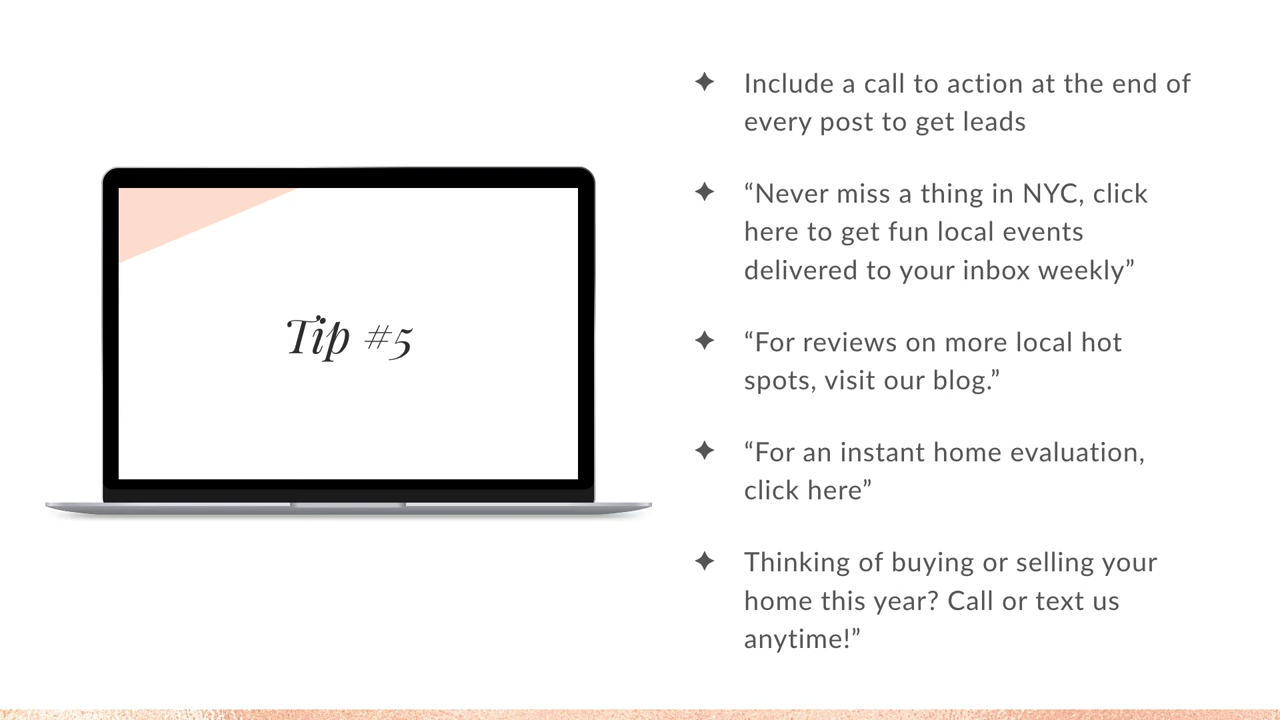 Tip #5
Include a call to action at the end of
every post to get leads
“Never miss a thing in NYC, click
here to get fun local events
delivered to your inbox weekly”
“For reviews on more local hot
spots, visit our blog.”
“For an instant home evaluation,
click here”
Thinking of buying or selling your
home this year? Call or text us
anytime!”